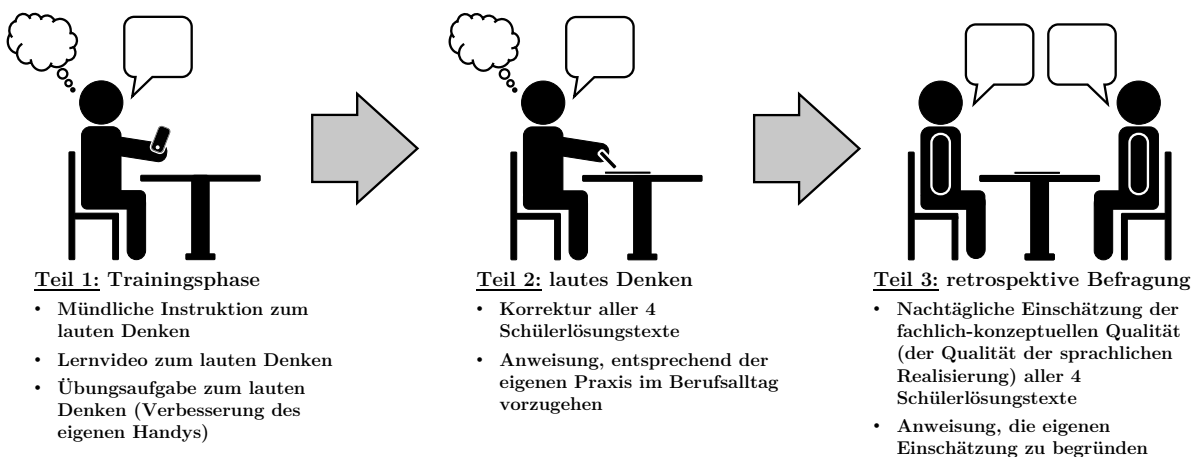 Teil 1: Trainingsphase
• Mündliche Instruktion zum
lauten Denken
• Lernvideo zum lauten Denken
• Übungsaufgabe zum lauten
Denken (Verbesserung des
eigenen Handys)
Teil 2: lautes Denken
• Korrektur aller 4
Schülerlösungstexte
• Anweisung, entsprechend der
eigenen Praxis im Berufsalltag
vorzugehen
Teil 3: retrospektive Befragung
• Nachtägliche Einschätzung der
fachlich-konzeptuellen Qualität
(der Qualität der sprachlichen
Realisierung) aller 4
Schülerlösungstexte
• Anweisung, die eigenen
Einschätzung zu begründen